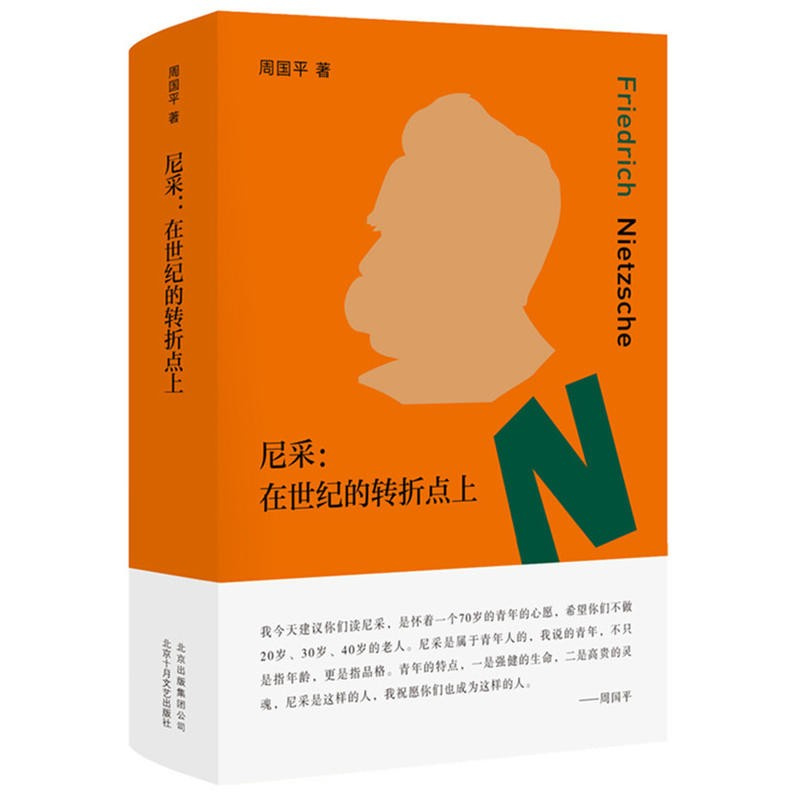 周国平 著
尼采：在世纪的转折点上
北京出版集团公司
北京十月文艺出版社
周国平 著
Friedrich Nietzsche
尼采：
在世纪的转折点上
N
我今天建议你们读尼采，是怀着一个70岁的青年的心愿，希望你们不做
20岁、30岁、40岁的老人。尼采是属于青年人的，我说的青年，不只
是指年龄，更是指品格。青年的特点，一是强健的生命，二是高贵的灵
魂，尼采是这样的人，我祝愿你们也成为这样的人。
——周国平